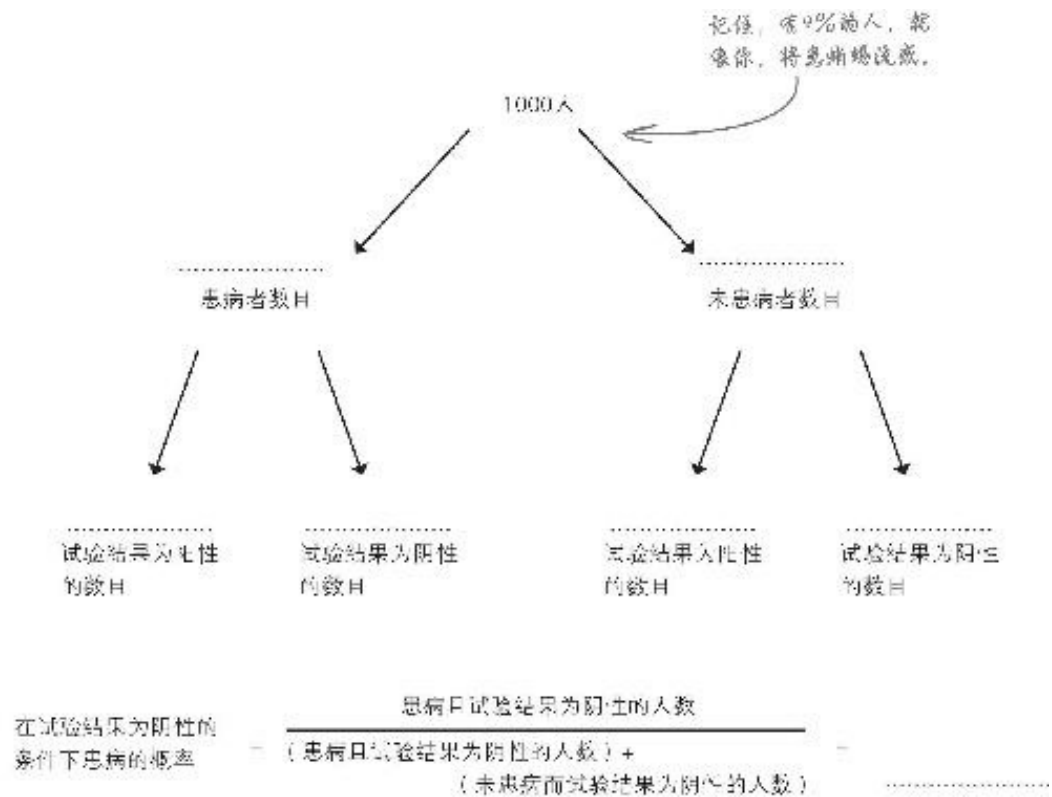 记住，有9%的人，就
像你，将患蜥蜴流感。
1000人
患病者数目
未患病者数目
试验结果为阳性
的数目
试验结果为阴性
的数目
试验结果为阳性
的数目
试验结果为阴性
的数目
在试验结果为阴性的
条件下患病的概率
=
患病且试验结果为阴性的人数
（患病且试验结果为阴性的人数）+
（未患病而试验结果为阴性的人数）
=